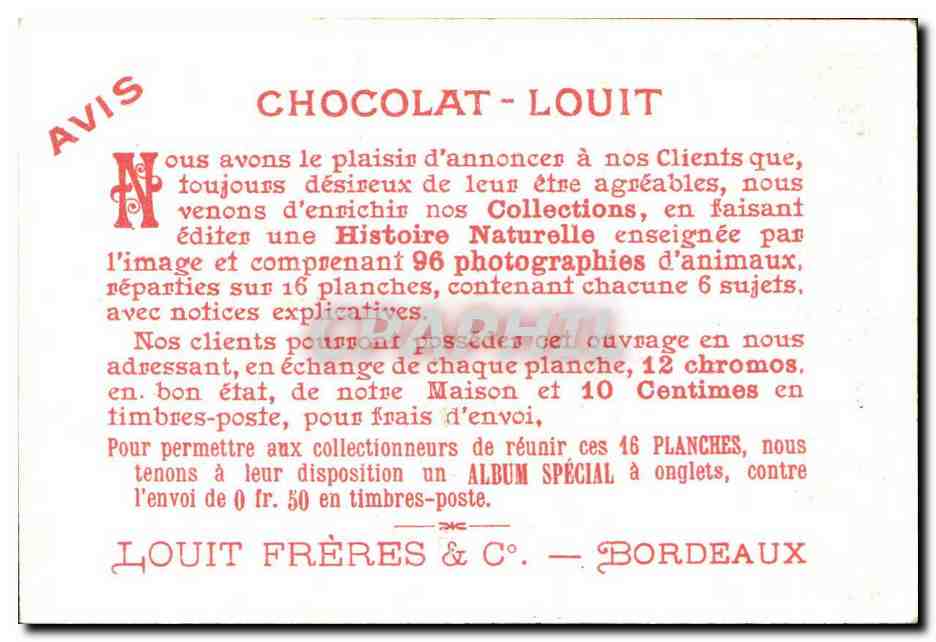 AVIS
CHOCOLAT - LOUIT
Nous avons le plaisir d'annoncer à nos Clients que,
toujours désireux de leur être agréables, nous
venons d'enrichir nos Collections, en faisant
éditer une Histoire Naturelle enseignée par
l'image et comprenant 96 photographies d'animaux,
réparties sur 16 planches, contenant chacune 6 sujets,
avec notices explicatives.
Nos clients pourront posséder cet ouvrage en nous
adressant, en échange de chaque planche, 12 chromos,
en bon état, de notre Maison et 10 Centimes en
timbres-poste, pour frais d'envoi.
Pour permettre aux collectionneurs de réunir ces 16 PLANCHES, nous
tenons à leur disposition un ALBUM SPÉCIAL à onglets, contre
l'envoi de 0 fr. 50 en timbres-poste.
LOUIT FRÈRES & Cº. — BORDEAUX